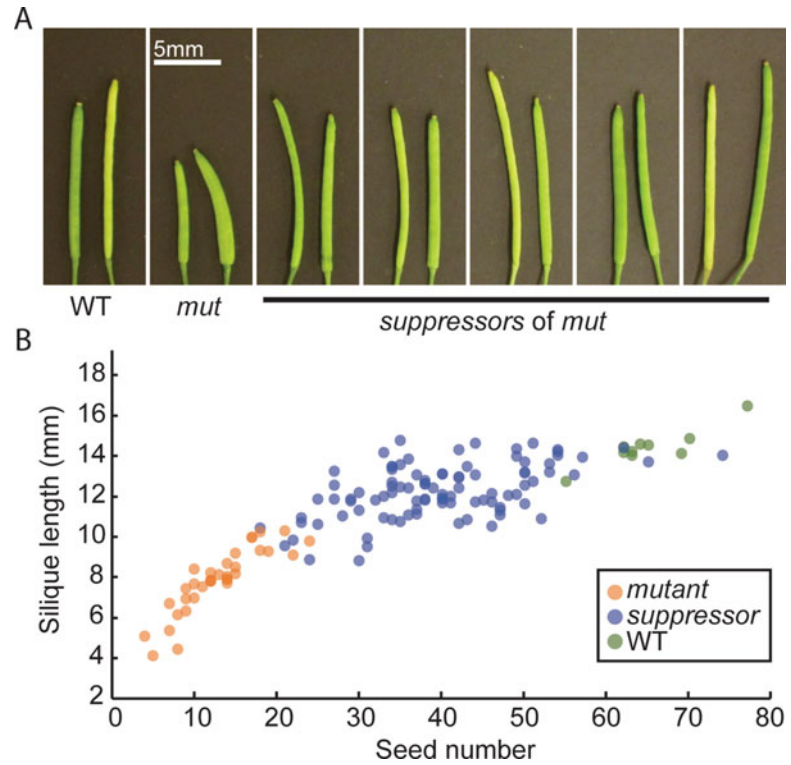 A
5mm
WT
mut
suppressors of mut
B
Silique length (mm)
18
16
14
12
10
8
6
4
2
0
10
20
30
40
50
60
70
80
Seed number
mutant
suppressor
WT